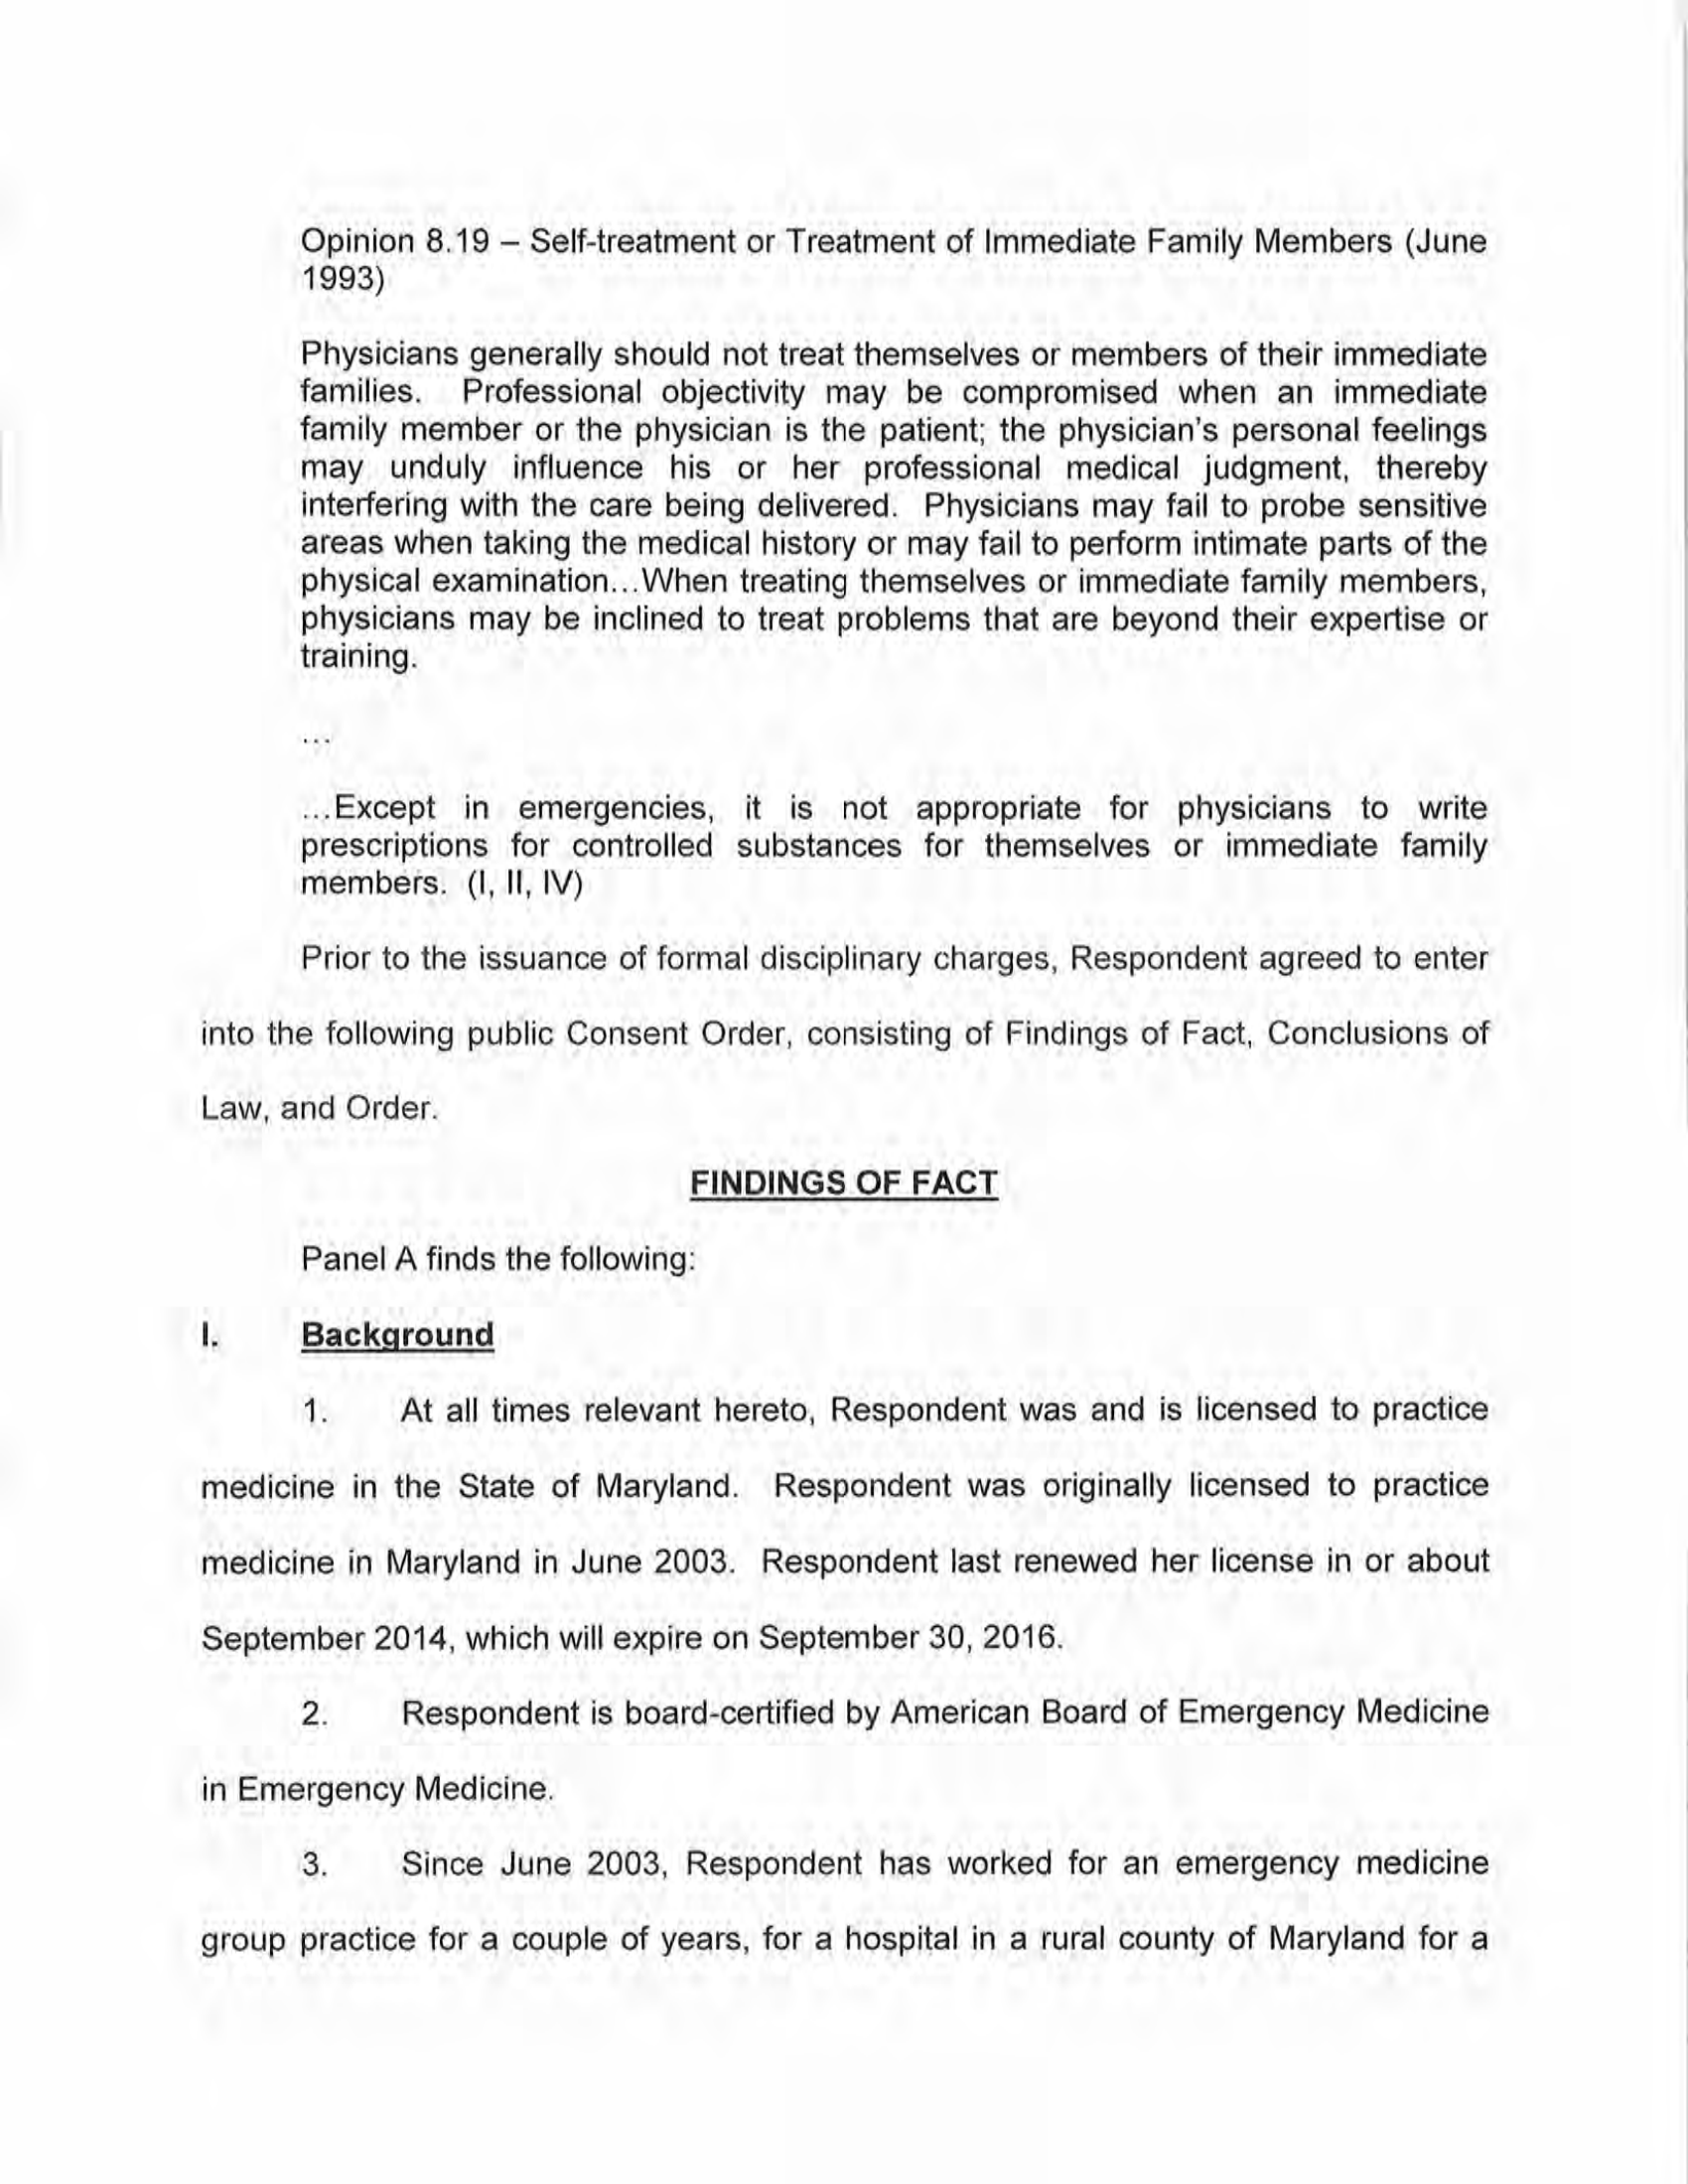 Opinion 8.19 – Self-treatment or Treatment of Immediate Family Members (June
1993)
Physicians generally should not treat themselves or members of their immediate
families. Professional objectivity may be compromised when an immediate
family member or the physician is the patient; the physician's personal feelings
may unduly influence his or her professional medical judgment, thereby
interfering with the care being delivered. Physicians may fail to probe sensitive
areas when taking the medical history or may fail to perform intimate parts of the
physical examination...When treating themselves or immediate family members,
physicians may be inclined to treat problems that are beyond their expertise or
training.
...
...Except in emergencies, it is not appropriate for physicians to write
prescriptions for controlled substances for themselves or immediate family
members. (I, II, IV)
Prior to the issuance of formal disciplinary charges, Respondent agreed to enter
into the following public Consent Order, consisting of Findings of Fact, Conclusions of
Law, and Order.
FINDINGS OF FACT
Panel A finds the following:
I. Background
1. At all times relevant hereto, Respondent was and is licensed to practice
medicine in the State of Maryland. Respondent was originally licensed to practice
medicine in Maryland in June 2003. Respondent last renewed her license in or about
September 2014, which will expire on September 30, 2016.
2. Respondent is board-certified by American Board of Emergency Medicine
in Emergency Medicine.
3. Since June 2003, Respondent has worked for an emergency medicine
group practice for a couple of years, for a hospital in a rural county of Maryland for a